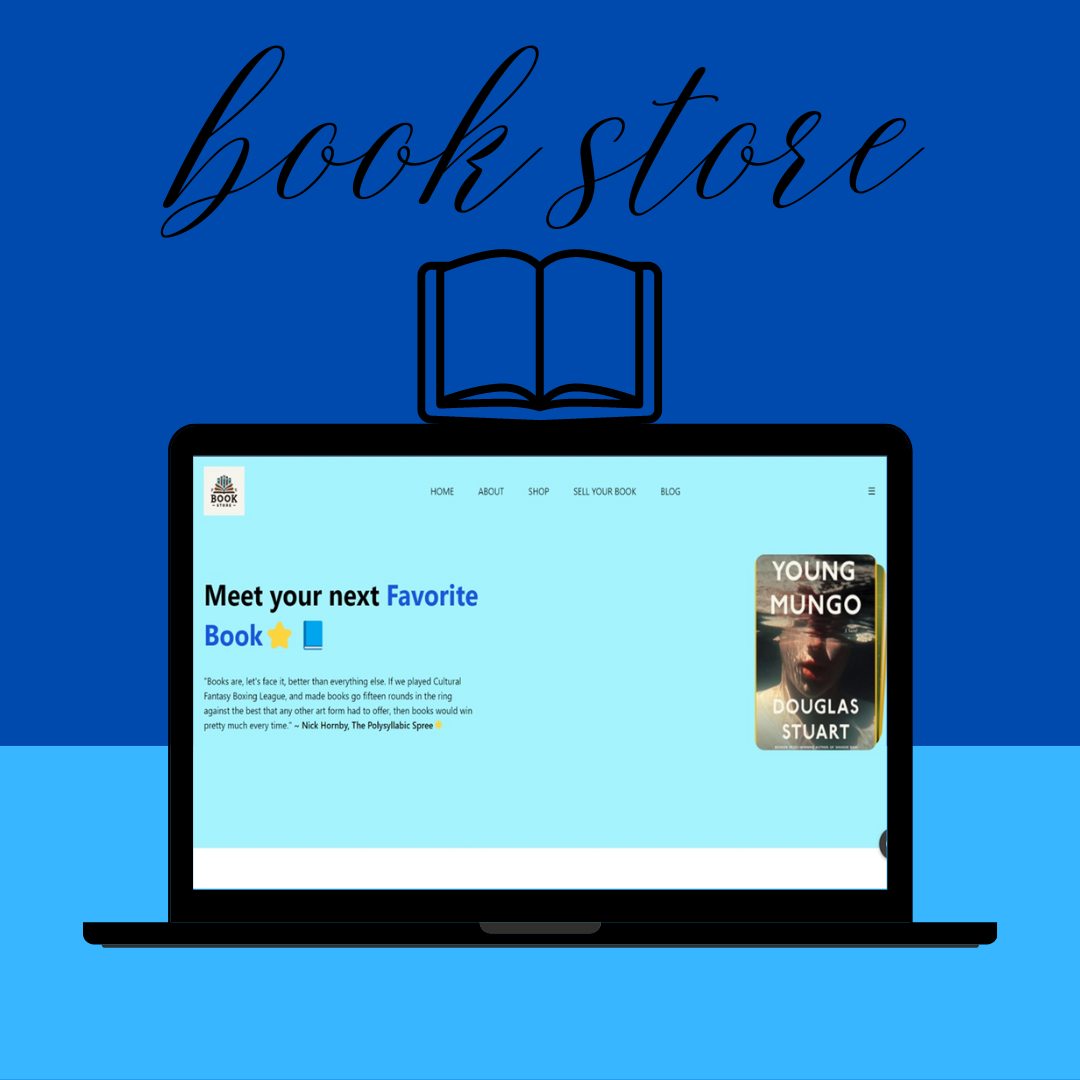 book store
BOOK
STORE
HOME ABOUT SHOP SELL YOUR BOOK BLOG
Meet your next Favorite
Book
"Books are, let's face it, better than everything else. If we played Cultural
Fantasy Boxing League, and made books go fifteen rounds in the ring
against the best that any other art form had to offer, then books would win
pretty much every time." ~ Nick Hornby, The Polysyllabic Spree
YOUNG
MUNGO
DOUGLAS
STUART